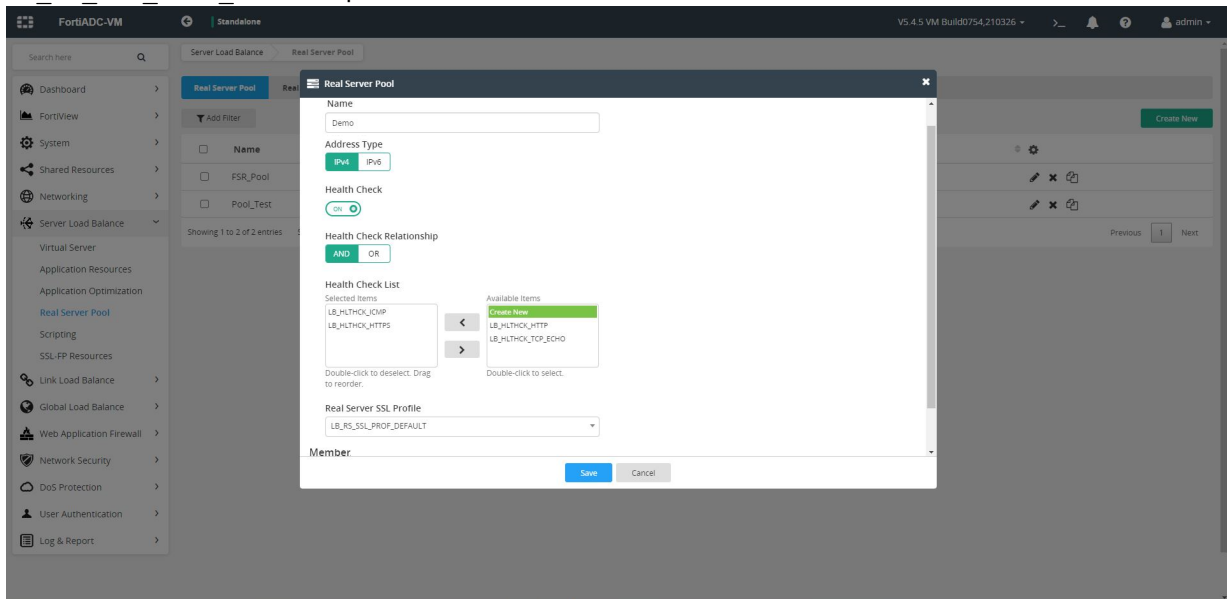 FortiADC-VM
Standalone
V5.4.5 VM Build0754,210326
>_
admin
Search here
Server Load Balance
Real Server Pool
Dashboard
FortiView
System
Shared Resources
Networking
Server Load Balance
Virtual Server
Application Resources
Application Optimization
Real Server Pool
Scripting
SSL-FP Resources
Link Load Balance
Global Load Balance
Web Application Firewall
Network Security
DoS Protection
User Authentication
Log & Report
Real Server Pool
Real
Add Filter
Create New
Name
FSR_Pool
Pool_Test
Showing 1 to 2 of 2 entries
Previous 1 Next
Real Server Pool
Name
Demo
Address Type
IPv4 IPv6
Health Check
ON
Health Check Relationship
AND OR
Health Check List
Selected Items
LB_HLTHCK_ICMP
LB_HLTHCK_HTTPS
Double-click to deselect. Drag
to reorder.
Available Items
Create New
LB_HLTHCK_HTTP
LB_HLTHCK_TCP_ECHO
Double-click to select.
Real Server SSL Profile
LB_RS_SSL_PROF_DEFAULT
Member
Save Cancel